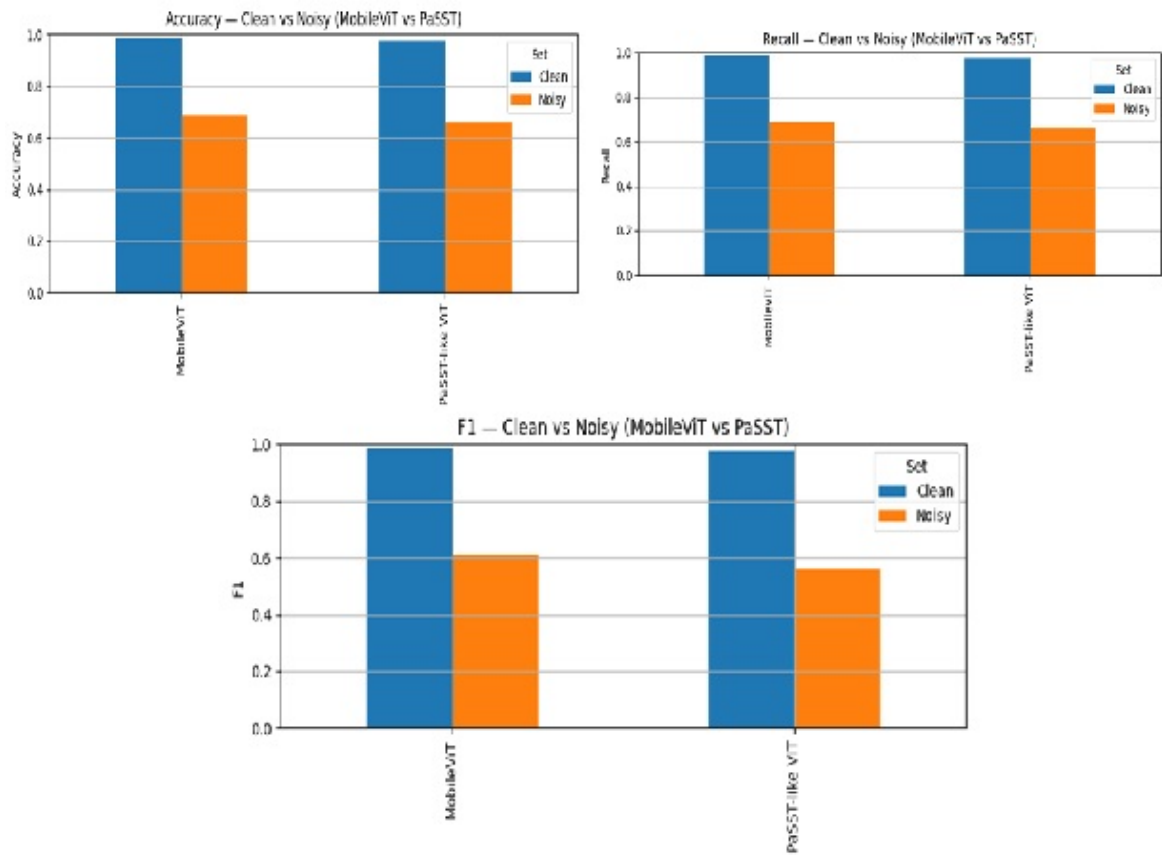 Accuracy — Clean vs Noisy (MobileViT vs PaSST)
1.0
0.8
0.6
0.4
0.2
0.0
Accuracy
Set
Clean
Noisy
MobileViT
PaSST-like ViT
Recall — Clean vs Noisy (MobileViT vs PaSST)
1.0
0.8
0.6
0.4
0.2
0.0
Recall
Set
Clean
Noisy
MobileViT
PaSST-like ViT
F1 — Clean vs Noisy (MobileViT vs PaSST)
1.0
0.8
0.6
0.4
0.2
0.0
F1
Set
Clean
Noisy
MobileViT
PaSST-like ViT